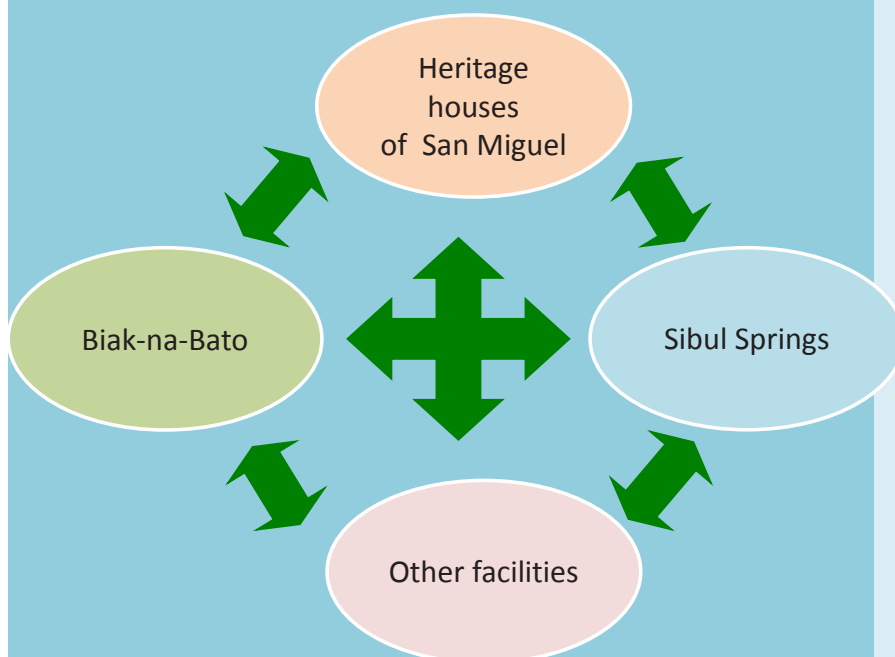 Heritage
houses
of San Miguel
Biak-na-Bato
Sibul Springs
Other facilities